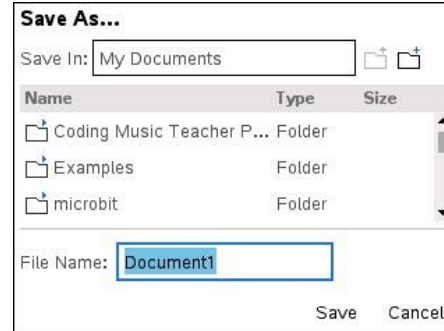 Save As...
Save In: My Documents
Name Type Size
Coding Music Teacher P... Folder
Examples Folder
microbit Folder
File Name: Document1
Save Cancel